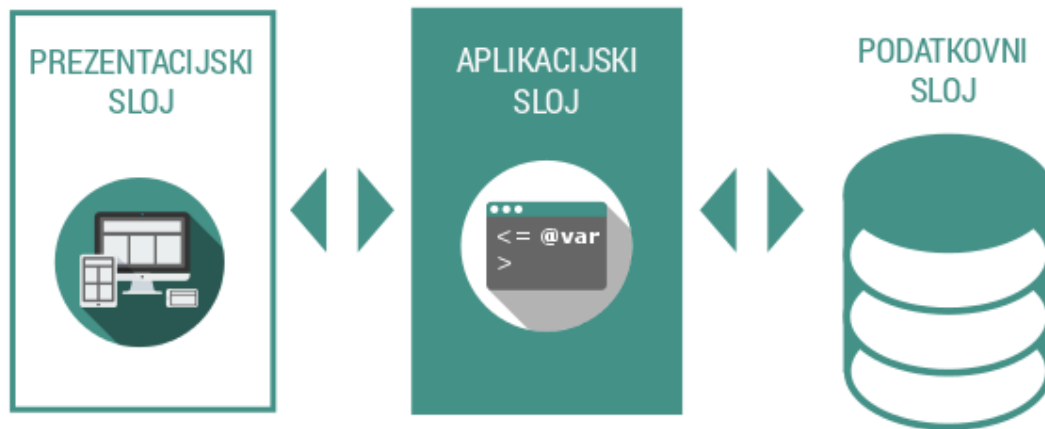 PREZENTACIJSKI
SLOJ
APLIKACIJSKI
SLOJ
<= @var
>
PODATKOVNI
SLOJ